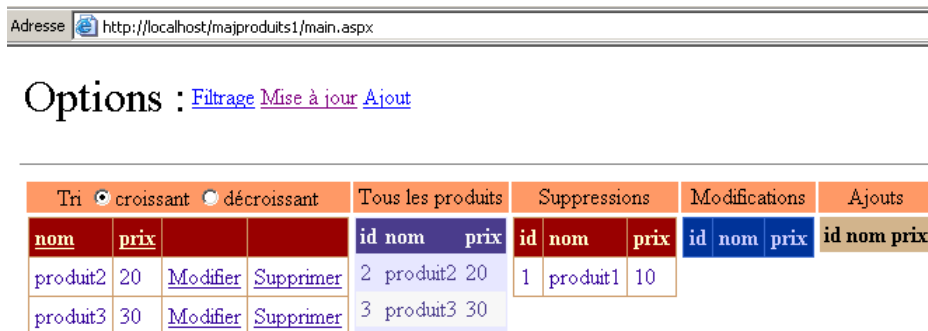 Adresse http://localhost/majproduits1/main.aspx
Options : Filtrage Mise à jour Ajout
Tri croissant décroissant Tous les produits Suppressions Modifications Ajouts
nom prix id nom prix id nom prix id nom prix id nom prix
produit2 20 Modifier Supprimer 2 produit2 20 1 produit1 10
produit3 30 Modifier Supprimer 3 produit3 30